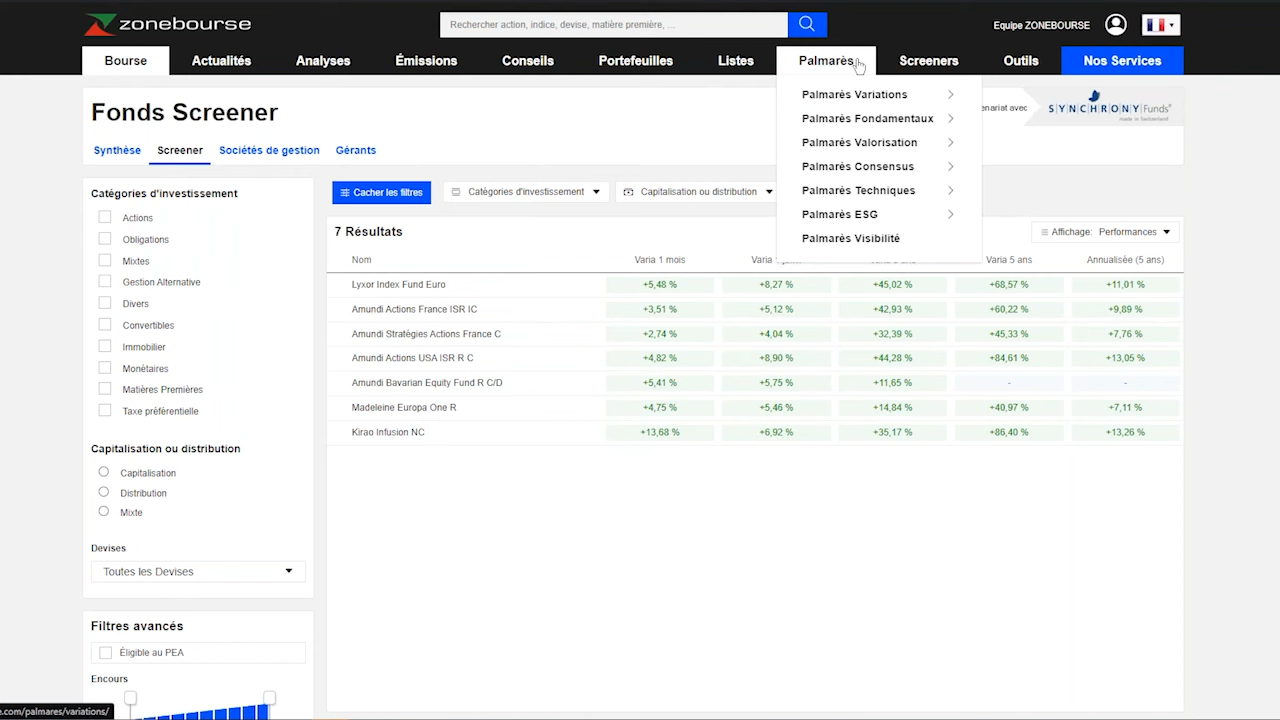 zonebourse
Rechercher action, indice, devise, matière première, ...
Equipe ZONEBOURSE
Bourse
Actualités
Analyses
Émissions
Conseils
Portefeuilles
Listes
Palmarès
Screeners
Outils
Nos Services
Palmarès Variations
Palmarès Fondamentaux
Palmarès Valorisation
Palmarès Consensus
Palmarès Techniques
Palmarès ESG
Palmarès Visibilité
Fonds Screener
enariat avec
SYNCHRONY Funds
made in Switzerland
Synthèse
Screener
Sociétés de gestion
Gérants
Catégories d'investissement
Actions
Obligations
Mixtes
Gestion Alternative
Divers
Convertibles
Immobilier
Monétaires
Matières Premières
Taxe préférentielle
Capitalisation ou distribution
Capitalisation
Distribution
Mixte
Devises
Toutes les Devises
Filtres avancés
Éligible au PEA
Encours
Cacher les filtres
Catégories d'investissement
Capitalisation ou distribution
7 Résultats
Affichage: Performances
Nom Varia 1 mois Varia Varia 5 ans Annualisée (5 ans)
Lyxor Index Fund Euro +5,48 % +8,27 % +45,02 % +68,57 % +11,01 %
Amundi Actions France ISR IC +3,51 % +5,12 % +42,93 % +60,22 % +9,89 %
Amundi Stratégies Actions France C +2,74 % +4,04 % +32,39 % +45,33 % +7,76 %
Amundi Actions USA ISR R C +4,82 % +8,90 % +44,28 % +84,61 % +13,05 %
Amundi Bavarian Equity Fund R C/D +5,41 % +5,75 % +11,65 % - -
Madeleine Europa One R +4,75 % +5,46 % +14,84 % +40,97 % +7,11 %
Kirao Infusion NC +13,68 % +6,92 % +35,17 % +86,40 % +13,26 %
e.com/palmares/variations/